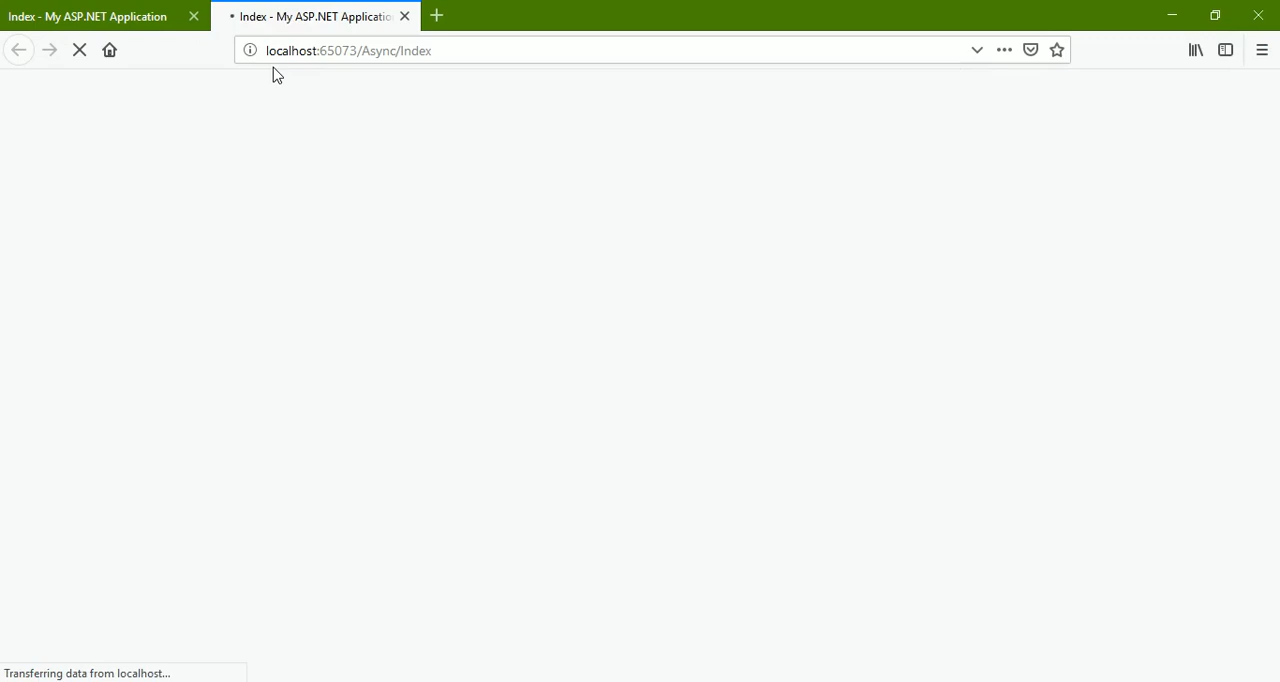 Index - My ASP.NET Application
Index - My ASP.NET Applicatio
localhost:65073/Async/Index
Transferring data from localhost...